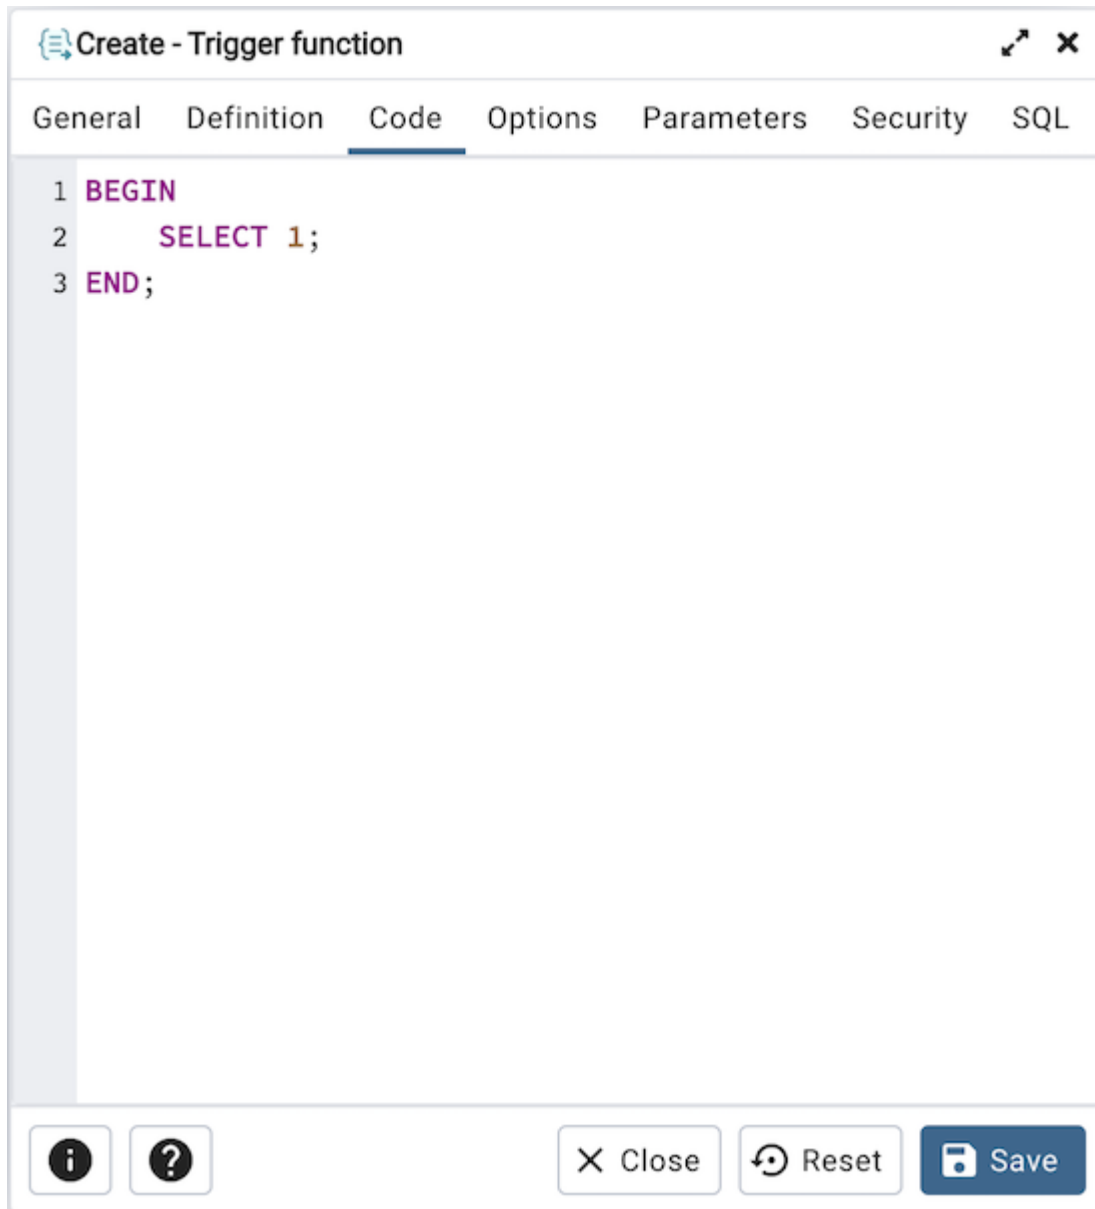 Create - Trigger function
General Definition Code Options Parameters Security SQL
1 BEGIN
2     SELECT 1;
3 END;
Close Reset Save